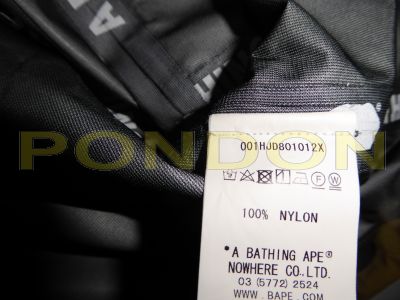 001HJD801012X
PONDON
F W
100% NYLON
*A BATHING APE®
NOWHERE CO.,LTD.
03 (5772) 2524
WWW.BAPE.COM